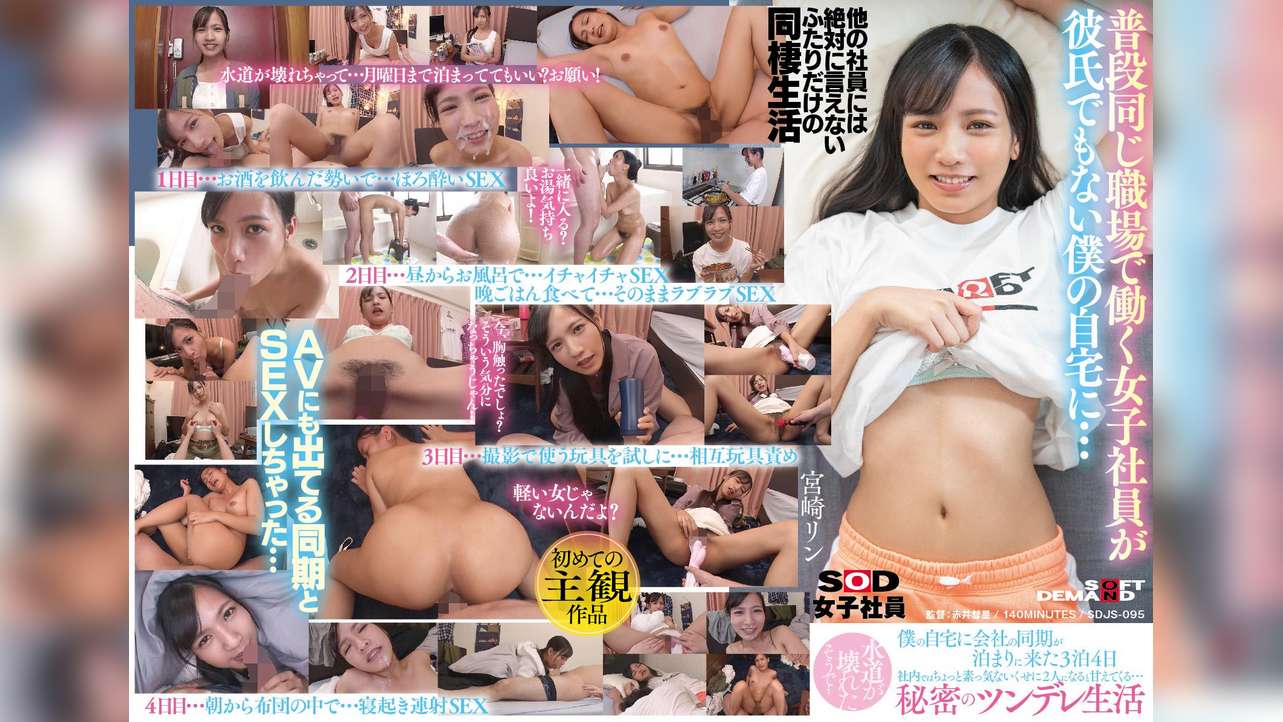 普段同じ職場で働く女子社員が
彼氏でもない僕の自宅に…
他の社員には
絶対に言えない
ふたりだけの
同棲生活
水道が壊れちゃって…月曜日まで泊まっててもいい?お願い!
1日目…お酒を飲んだ勢いで…ほろ酔いSEX
一緒に入る?
お湯気持ち
良いよ!
2日目…昼からお風呂で…イチャイチャSEX
晩ごはん食べて…そのままラブラブSEX
今、胸触ったでしょ?
そういう気分に
なっちゃうじゃん…
AVにも出てる同期と
SEXしちゃった…
3日目…撮影で使う玩具を試しに…相互玩具責め
軽い女じゃ
ないんだよ?
初めての
主観
作品
4日目…朝から布団の中で…寝起き連射SEX
宮崎リン
SOD
女子社員
SOFT
ON
DEMAND
監督:赤井彗星 / 140MINUTES / SDJS-095
水道が
壊れた
そうです
僕の自宅に会社の同期が
泊まりに来た3泊4日
社内ではちょっと素っ気ないくせに2人になると甘えてくる…
秘密のツンデレ生活